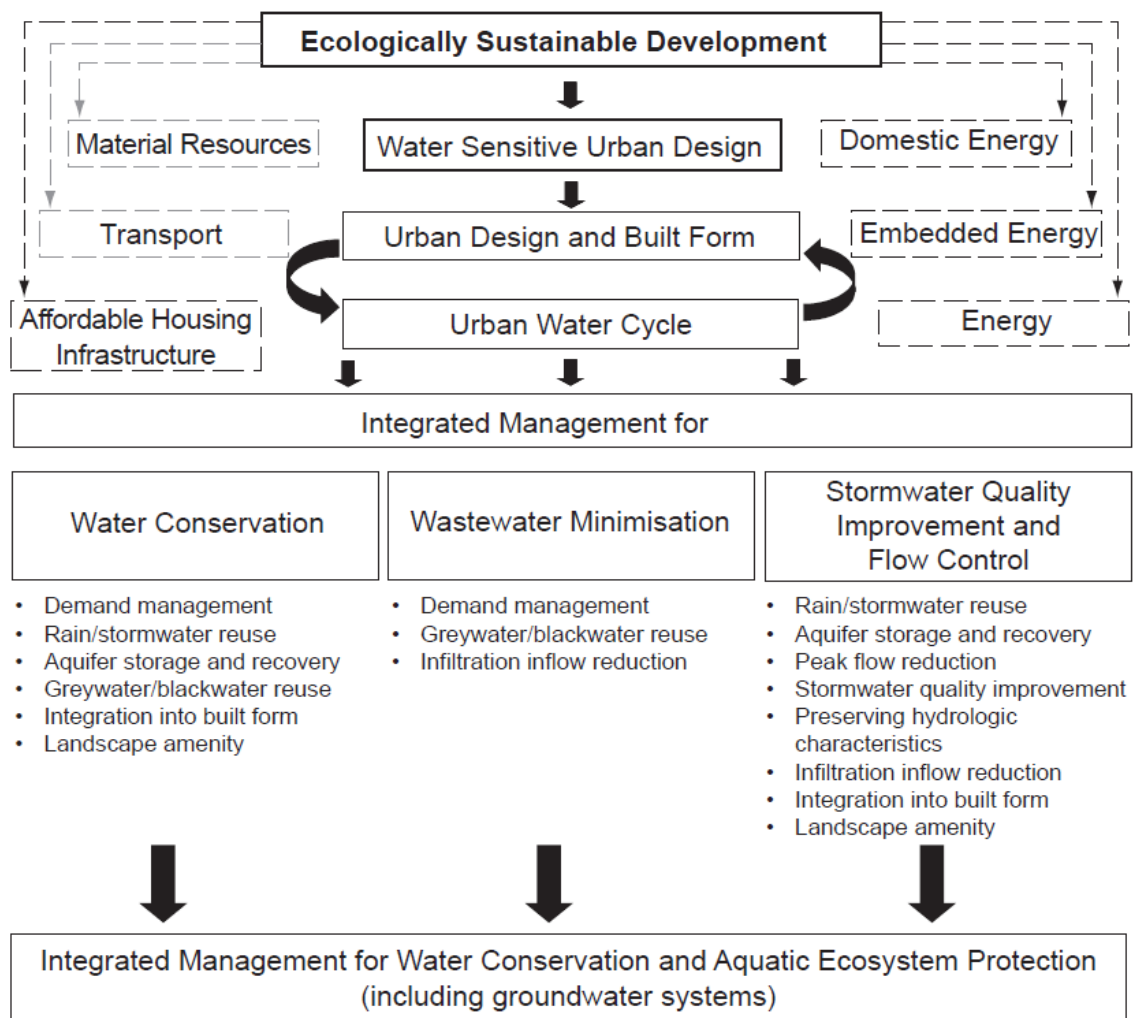 Ecologically Sustainable Development
Material Resources
Water Sensitive Urban Design
Domestic Energy
Transport
Urban Design and Built Form
Embedded Energy
Affordable Housing
Infrastructure
Urban Water Cycle
Energy
Integrated Management for
Water Conservation
• Demand management
• Rain/stormwater reuse
• Aquifer storage and recovery
• Greywater/blackwater reuse
• Integration into built form
• Landscape amenity
Wastewater Minimisation
• Demand management
• Greywater/blackwater reuse
• Infiltration inflow reduction
Stormwater Quality
Improvement and
Flow Control
• Rain/stormwater reuse
• Aquifer storage and recovery
• Peak flow reduction
• Stormwater quality improvement
• Preserving hydrologic
characteristics
• Infiltration inflow reduction
• Integration into built form
• Landscape amenity
Integrated Management for Water Conservation and Aquatic Ecosystem Protection
(including groundwater systems)